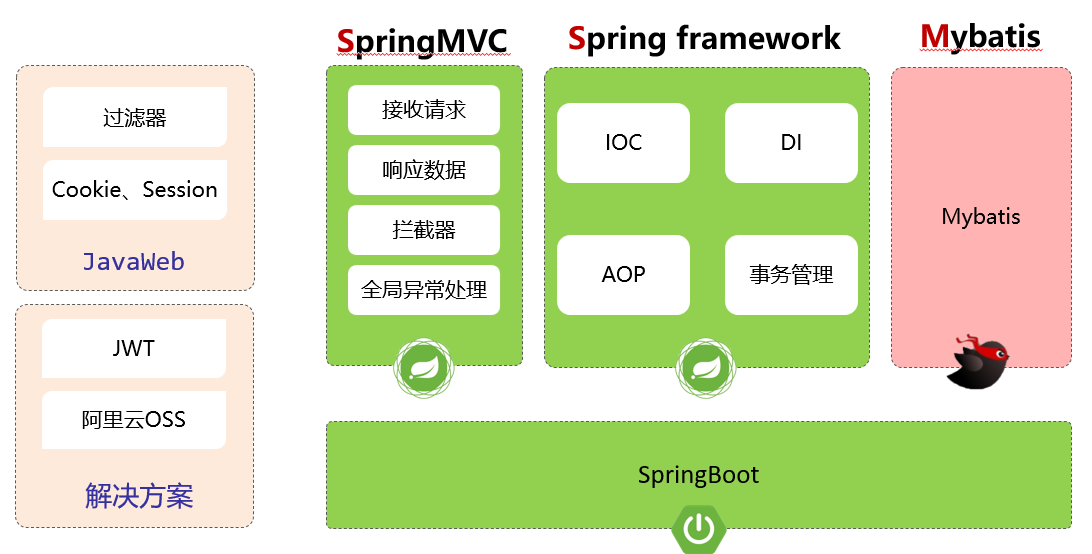 过滤器
Cookie、Session
JavaWeb
JWT
阿里云OSS
解决方案
SpringMVC
接收请求
响应数据
拦截器
全局异常处理
Spring framework
IOC
DI
AOP
事务管理
Mybatis
Mybatis
SpringBoot